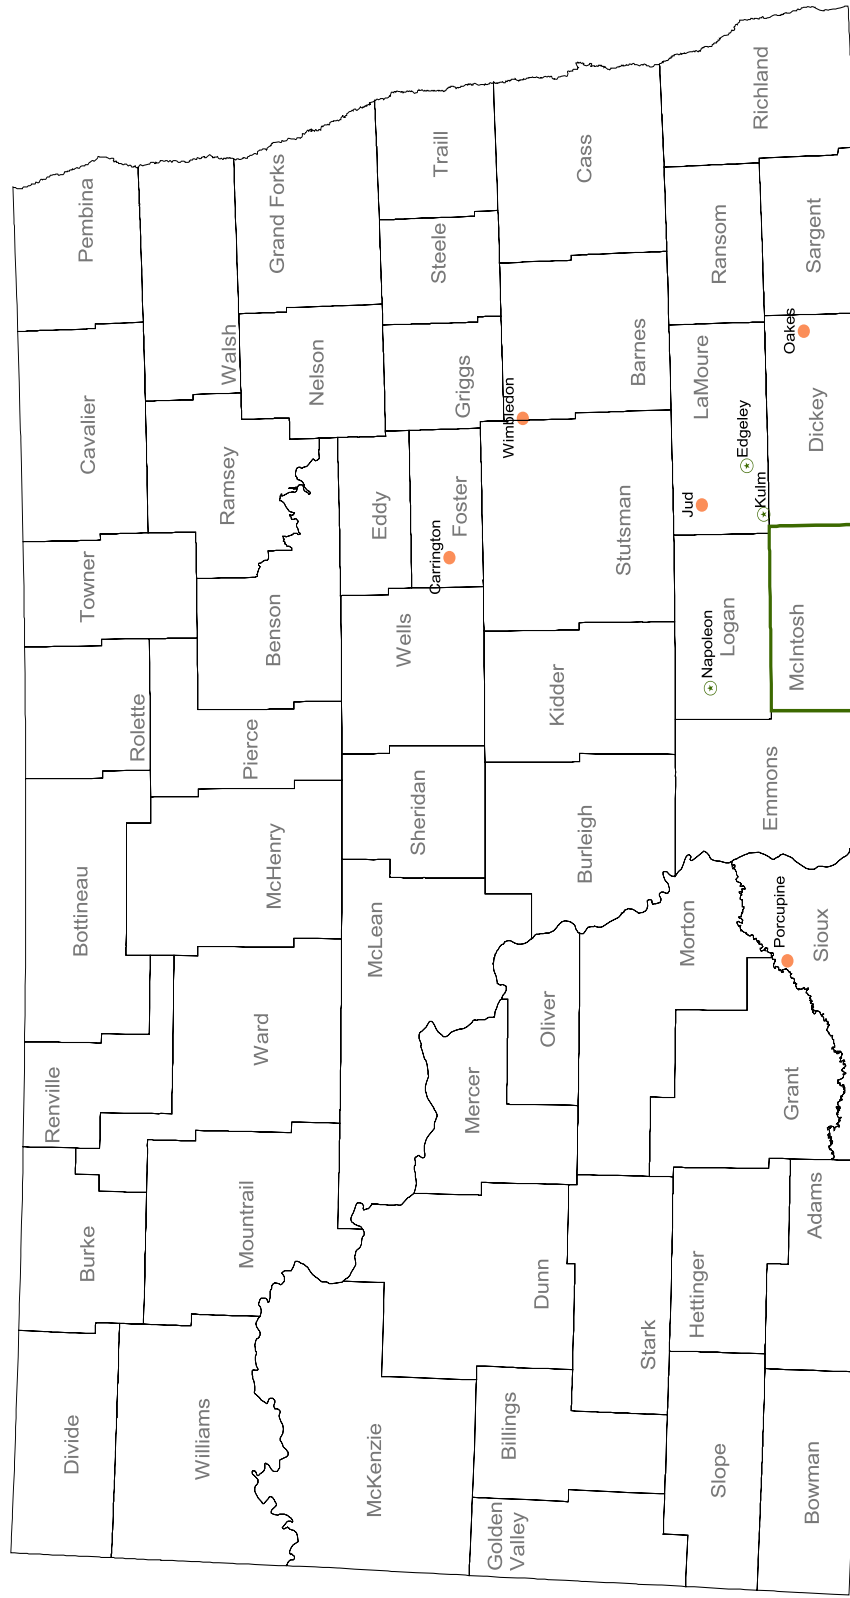 Divide
Burke
Renville
Bottineau
Rolette
Towner
Cavalier
Pembina
Williams
Mountrail
Ward
McHenry
Pierce
Benson
Ramsey
Walsh
Nelson
Grand Forks
McKenzie
McLean
Sheridan
Wells
Eddy
Carrington
Foster
Griggs
Steele
Traill
Golden
Valley
Billings
Dunn
Mercer
Oliver
Burleigh
Kidder
Stutsman
Wimbledon
Barnes
Cass
Stark
Morton
Slope
Hettinger
Grant
Emmons
Napoleon
Logan
Jud
Edgeley
Kulm
LaMoure
Ransom
Richland
Bowman
Adams
Porcupine
Sioux
McIntosh
Dickey
Oakes
Sargent